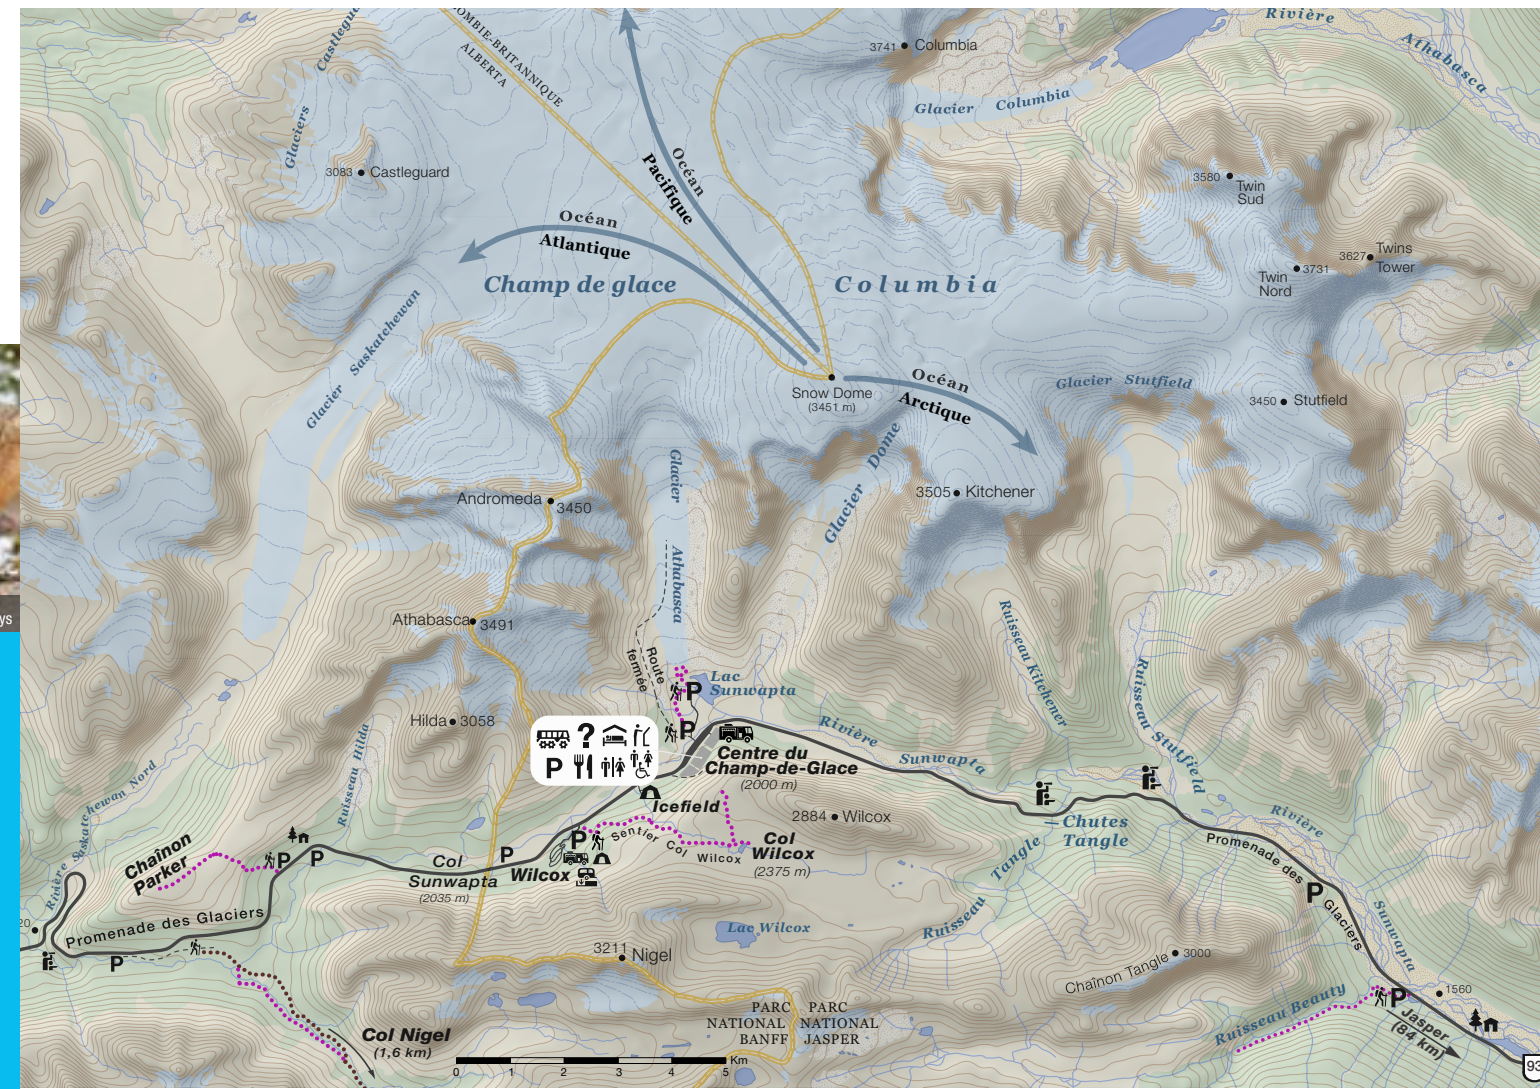 Rivière
Athabasca
Castlegua
Glaciers
OMBIE-BRITANNIQUE
ALBERTA
3741 Columbia
Glacier Columbia
3083 Castleguard
Océan
Pacifique
Océan
Atlantique
3580
Twin
Sud
3627 Twins
Tower
3731
Twin
Nord
Champ de glace Columbia
Glacier Saskatchewan
Snow Dome
(3451 m)
Océan
Arctique
Glacier Stutfield
3450 Stutfield
Glacier Dome
Glacier Athabasca
Andromeda
3450
3505 Kitchener
Athabasca 3491
ys
Route
fermée
Ruisseau Kitchener
Ruisseau Stutfield
Lac
Sunwapta
P
P
Hilda 3058
Ruisseau Hilda
?
P
Rivière Sunwapta
Centre du
Champ-de-Glace
(2000 m)
Icefield
2884 Wilcox
Sentier Col Wilcox
Col
Wilcox
(2375 m)
Chutes
Tangle
Ruisseau Tangle
Rivière
Sunwapta
Promenade des Glaciers
P
Rivière Saskatchewan Nord
Chaînon
Parker
P
P
Col
Sunwapta
(2035 m)
P
P
Wilcox
Promenade des Glaciers
20
P
Lac Wilcox
3211 Nigel
Chaînon Tangle 3000
Ruisseau Beauty
P
1560
Jasper
(84 km)
93
Col Nigel
(1,6 km)
PARC
NATIONAL
BANFF
PARC
NATIONAL
JASPER
0 1 2 3 4 5 Km